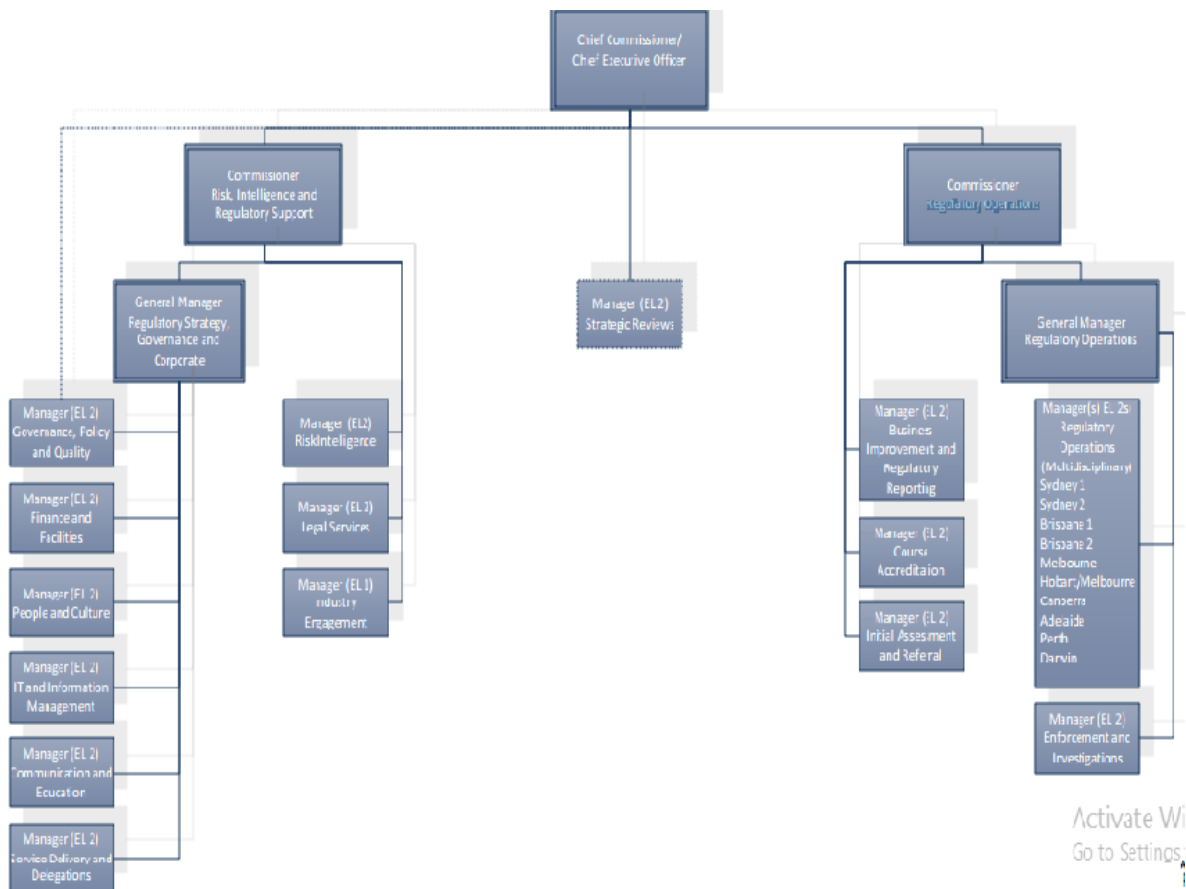 Chief Commissioner/
Chief Executive Officer
Commissioner
Risk, Intelligence and
Regulatory Support
Commissioner
Regulatory Operations
General Manager
Regulatory Strategy,
Governance and
Corporate
Manager (EL2)
Strategic Reviews
General Manager
Regulatory Operations
Manager (EL 2)
Governance, Policy
and Quality
Manager (EL 2)
Finance and
Facilities
Manager (EL 2)
People and Culture
Manager (EL 2)
IT and Information
Management
Manager (EL 2)
Communication and
Education
Manager (EL 2)
Service Delivery and
Delegations
Manager (EL2)
RiskIntelligence
Manager (EL 2)
Legal Services
Manager (EL 1)
Industry
Engagement
Manager (EL 2)
Business
Improvement and
Regulatory
Reporting
Manager (EL 2)
Course
Accreditation
Manager (EL 2)
Initial Assesment
and Referral
Manager(s) EL 2s)
Regulatory
Operations
(Multidisciplinary)
Sydney 1
Sydney 2
Brisbane 1
Brisbane 2
Melbourne
Hobart/Melbourne
Canberra
Adelaide
Perth
Darwin
Manager (EL 2)
Enforcement and
Investigations
Activate Wi
Go to Settings